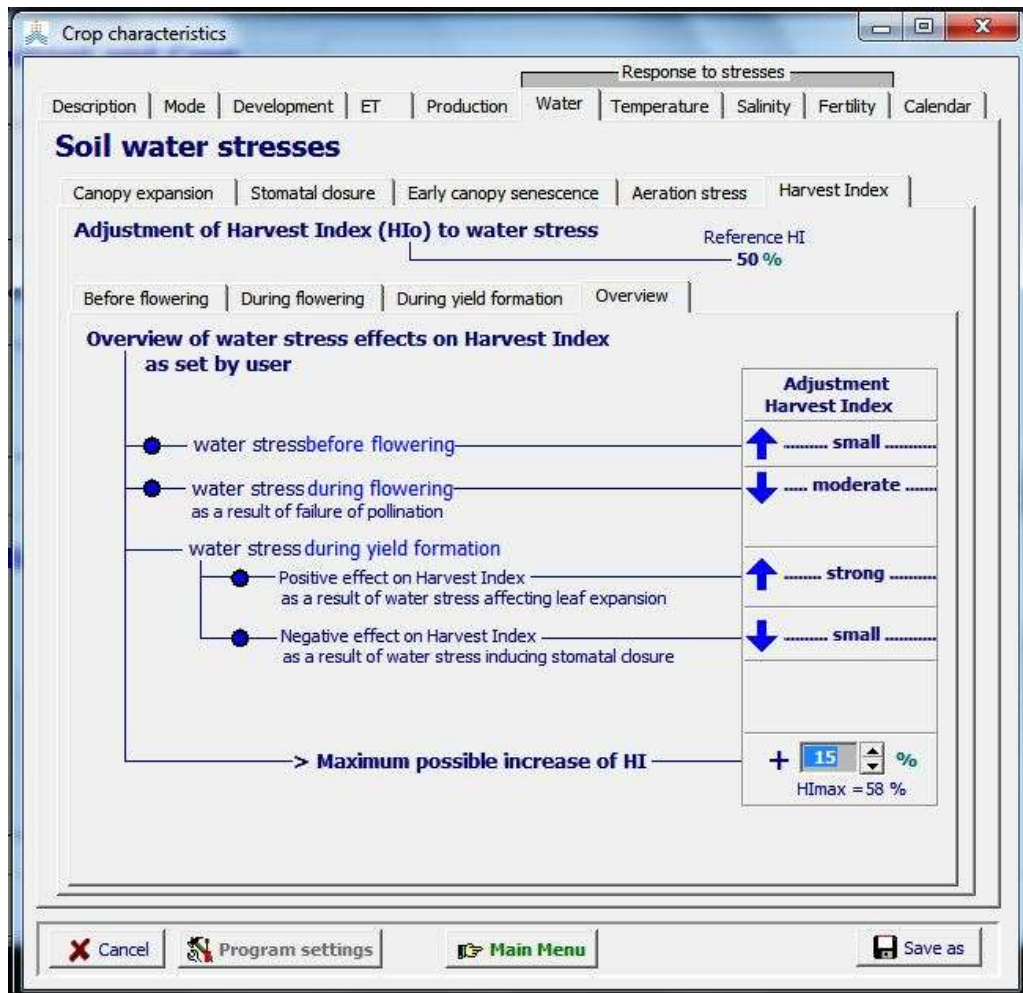 Crop characteristics
Response to stresses
Description Mode Development ET Production Water Temperature Salinity Fertility Calendar
Soil water stresses
Canopy expansion Stomatal closure Early canopy senescence Aeration stress Harvest Index
Adjustment of Harvest Index (HIo) to water stress
Reference HI
50 %
Before flowering During flowering During yield formation Overview
Overview of water stress effects on Harvest Index
as set by user
Adjustment
Harvest Index
water stressbefore flowering ......... small ...........
water stress during flowering ..... moderate .......
as a result of failure of pollination
water stress during yield formation
Positive effect on Harvest Index ........ strong ..........
as a result of water stress affecting leaf expansion
Negative effect on Harvest Index ......... small ...........
as a result of water stress inducing stomatal closure
> Maximum possible increase of HI + 15 %
HImax = 58 %
Cancel Program settings Main Menu Save as